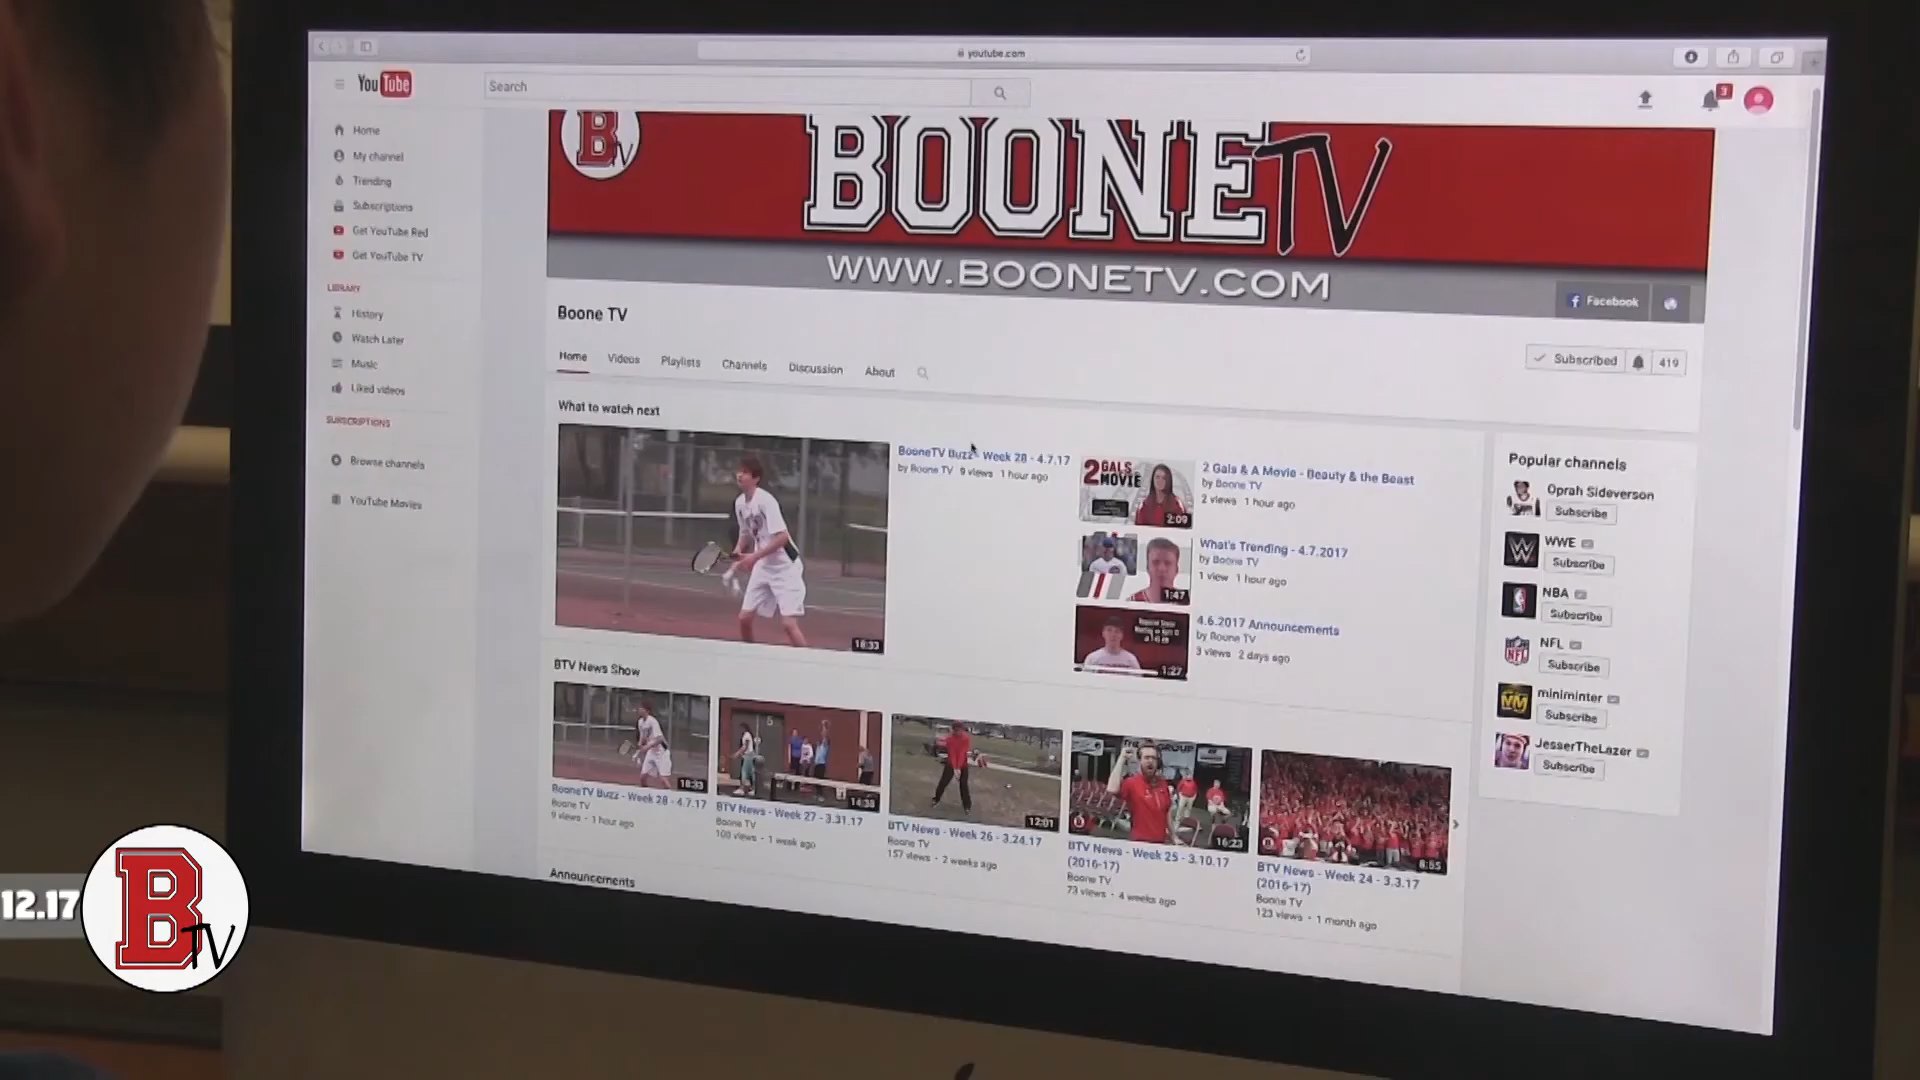 youtube.com
YouTube
Search
3
Home
My channel
Trending
Subscriptions
Get YouTube Red
Get YouTube TV
LIBRARY
History
Watch Later
Music
Liked videos
SUBSCRIPTIONS
Browse channels
YouTube Movies
B TV
BOONE TV
WWW.BOONETV.COM
Facebook
Boone TV
Subscribed 419
Home Videos Playlists Channels Discussion About
What to watch next
18:33
BooneTV Buzz - Week 28 - 4.7.17
by Boone TV 9 views 1 hour ago
2 GALS
MOVIE
2:09
2 Gals & A Movie - Beauty & the Beast
by Boone TV
2 views 1 hour ago
1:47
What's Trending - 4.7.2017
by Boone TV
1 view 1 hour ago
1:27
4.6.2017 Announcements
by Boone TV
3 views 2 days ago
Popular channels
Oprah Sideverson
Subscribe
WWE
Subscribe
NBA
Subscribe
NFL
Subscribe
miniminter
Subscribe
JesserTheLazer
Subscribe
BTV News Show
18:33
BooneTV Buzz - Week 28 - 4.7.17
Boone TV
9 views • 1 hour ago
14:38
BTV News - Week 27 - 3.31.17
Boone TV
100 views • 1 week ago
12:01
BTV News - Week 26 - 3.24.17
Boone TV
157 views • 2 weeks ago
GROUP
16:23
BTV News - Week 25 - 3.10.17
(2016-17)
Boone TV
73 views • 4 weeks ago
8:55
BTV News - Week 24 - 3.3.17
(2016-17)
Boone TV
123 views • 1 month ago
Announcements
12.17
B TV